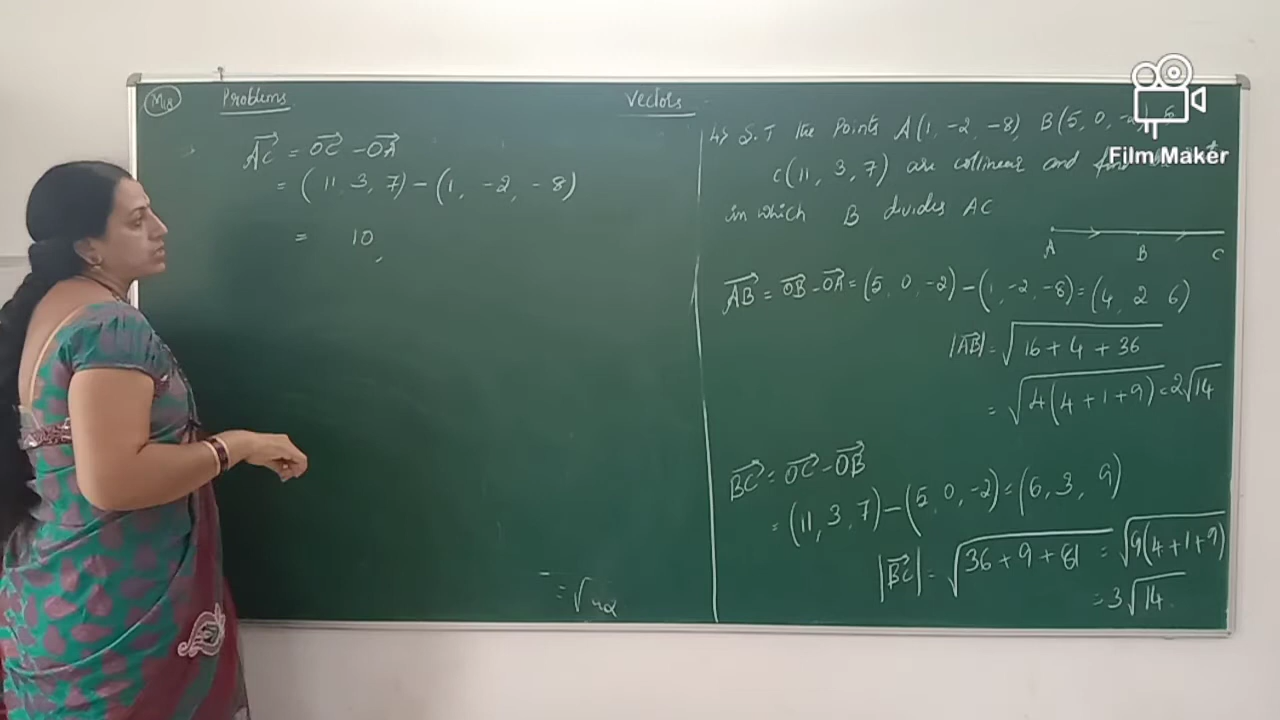 M18 Problems
Vectors
AC = OC - OA
= (11, 3, 7) - (1, -2, -8)
= 10,
= √42
4) S.T the points A(1, -2, -8), B(5, 0, -2)
C(11, 3, 7) are collinear and
in which B divides AC
A B C
AB = OB - OA = (5, 0, -2) - (1, -2, -8) = (4, 2 6)
|AB| = √16 + 4 + 36
= √4(4 + 1 + 9) = 2√14
BC = OC - OB
= (11, 3, 7) - (5, 0, -2) = (6, 3, 9)
|BC| = √36 + 9 + 81 = √9(4 + 1 + 9)
= 3√14
Film Maker